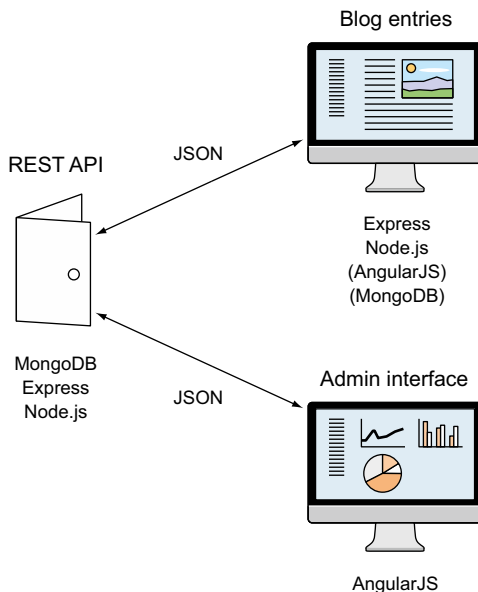 Blog entries
JSON
REST API
Express
Node.js
(AngularJS)
(MongoDB)
MongoDB
Express
Node.js
JSON
Admin interface
AngularJS